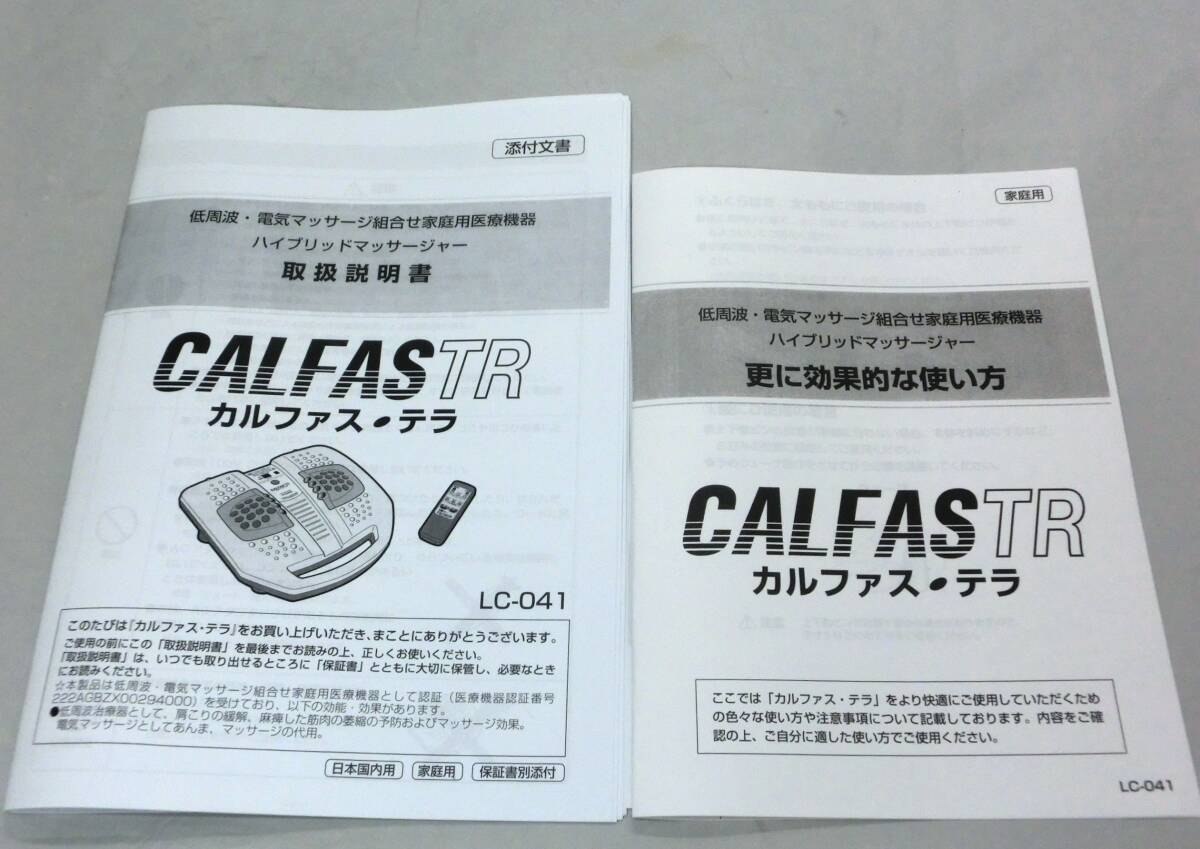 添付文書
低周波・電気マッサージ組合せ家庭用医療機器
ハイブリッドマッサージャー
取扱説明書
CALFASTR
カルファス・テラ
LC-041
このたびは『カルファス・テラ』をお買い上げいただき、まことにありがとうございます。
ご使用の前にこの「取扱説明書」を最後までお読みの上、正しくお使いください。
「取扱説明書」は、いつでも取り出せるところに「保証書」とともに大切に保管し、必要なとき
にお読みください。
☆本製品は低周波・電気マッサージ組合せ家庭用医療機器として認証（医療機器認証番号
222AGBZX00294000）を受けており、以下の効能・効果があります。
●低周波治療器として、肩こりの緩解、麻痺した筋肉の萎縮の予防およびマッサージ効果。
電気マッサージとしてあんま、マッサージの代用。
日本国内用 家庭用 保証書別添付
家庭用
低周波・電気マッサージ組合せ家庭用医療機器
ハイブリッドマッサージャー
更に効果的な使い方
CALFASTR
カルファス・テラ
ここでは「カルファス・テラ」をより快適にご使用していただくため
の色々な使い方や注意事項について記載しております。内容をご確
認の上、ご自分に適した使い方でご使用ください。
LC-041